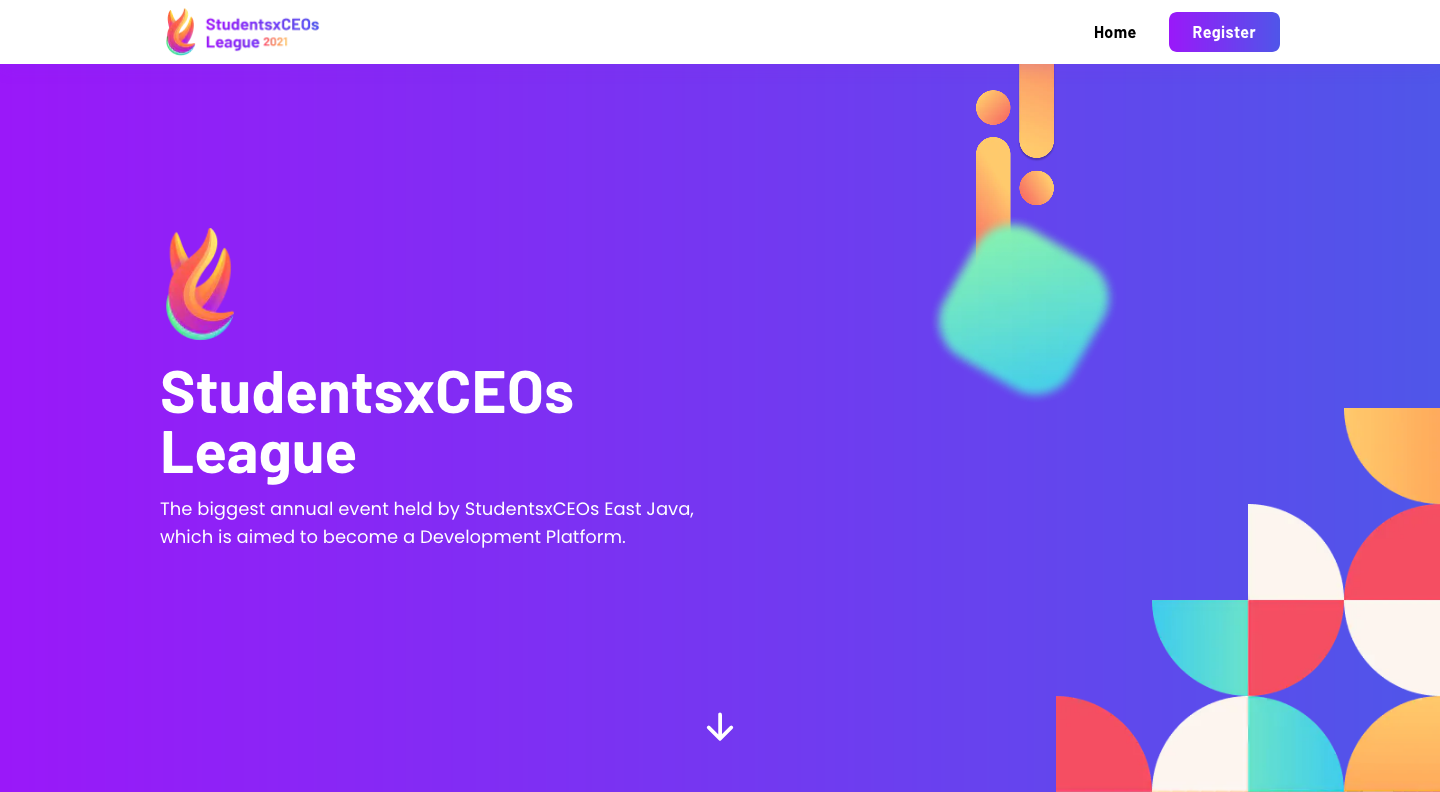 StudentsxCEOs
League 2021
Home
Register
StudentsxCEOs
League
The biggest annual event held by StudentsxCEOs East Java,
which is aimed to become a Development Platform.